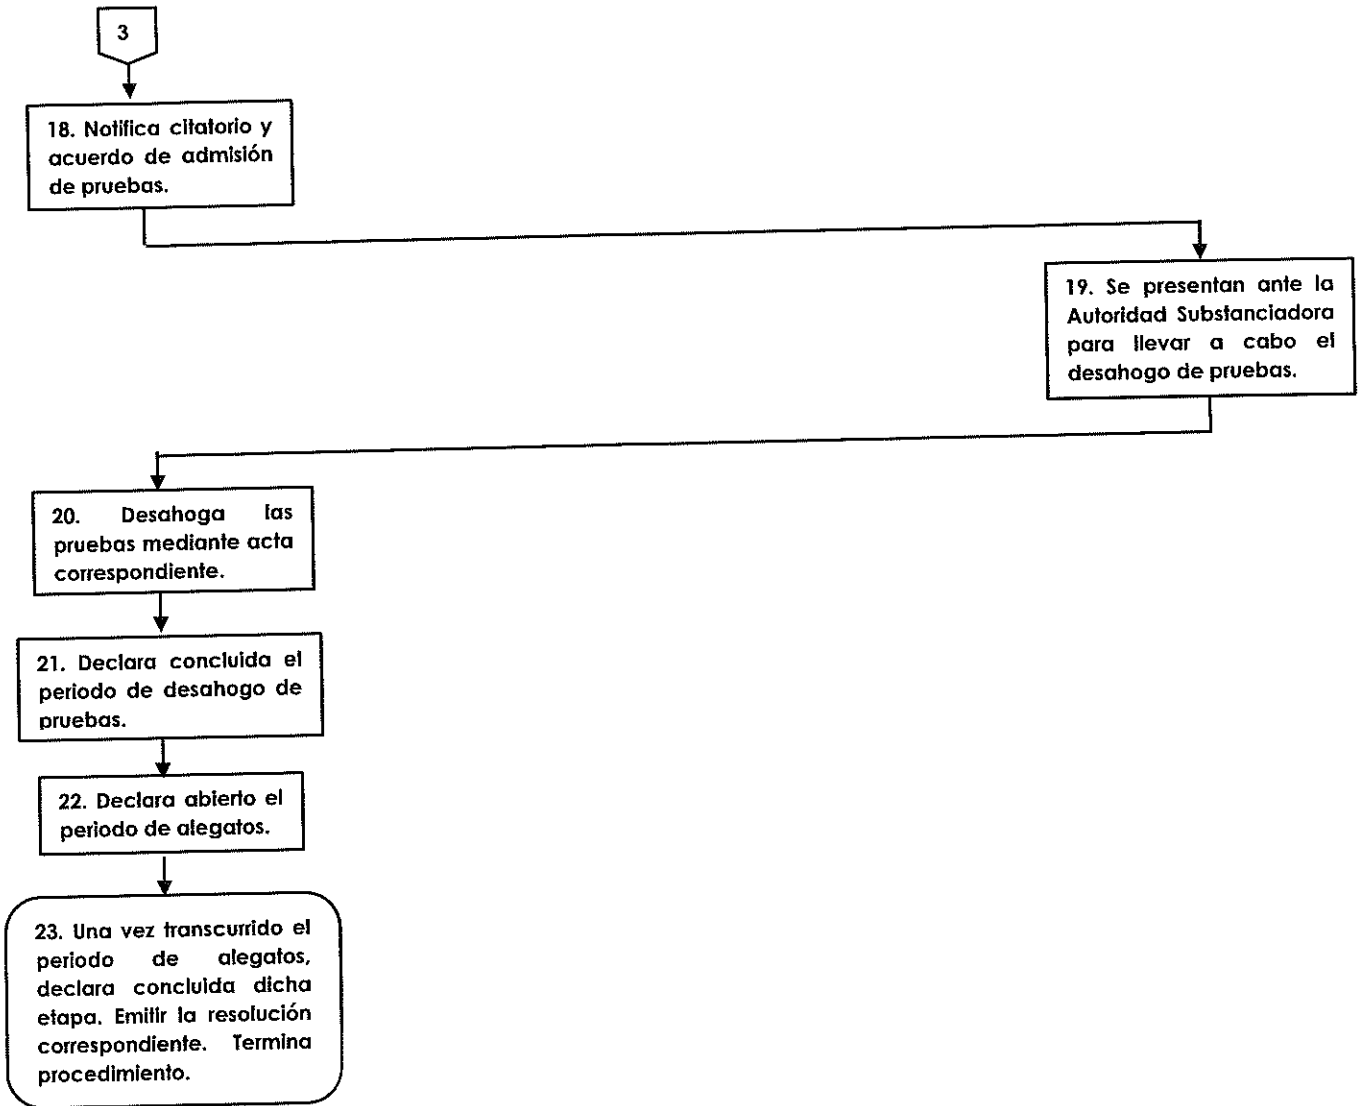 3
18. Notifica citatorio y
acuerdo de admisión
de pruebas.
19. Se presentan ante la
Autoridad Substanciadora
para llevar a cabo el
desahogo de pruebas.
20. Desahoga las
pruebas mediante acta
correspondiente.
21. Declara concluida el
periodo de desahogo de
pruebas.
22. Declara abierto el
periodo de alegatos.
23. Una vez transcurrido el
periodo de alegatos,
declara concluida dicha
etapa. Emitir la resolución
correspondiente. Termina
procedimiento.